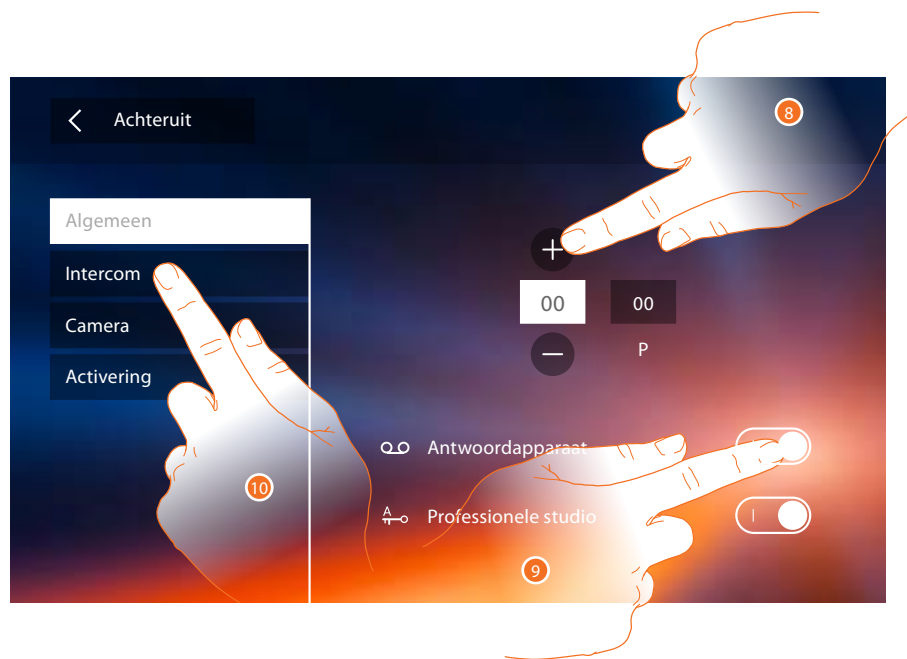 8
Achteruit
Algemeen
Intercom
Camera
Activering
+
00 00
—
P
Antwoordapparaat
A
Professionele studio
10
9